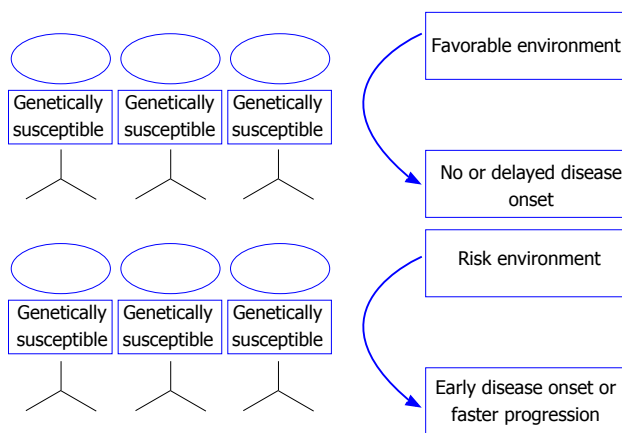 Favorable environment
Genetically
susceptible
Genetically
susceptible
Genetically
susceptible
No or delayed disease
onset
Risk environment
Genetically
susceptible
Genetically
susceptible
Genetically
susceptible
Early disease onset or
faster progression